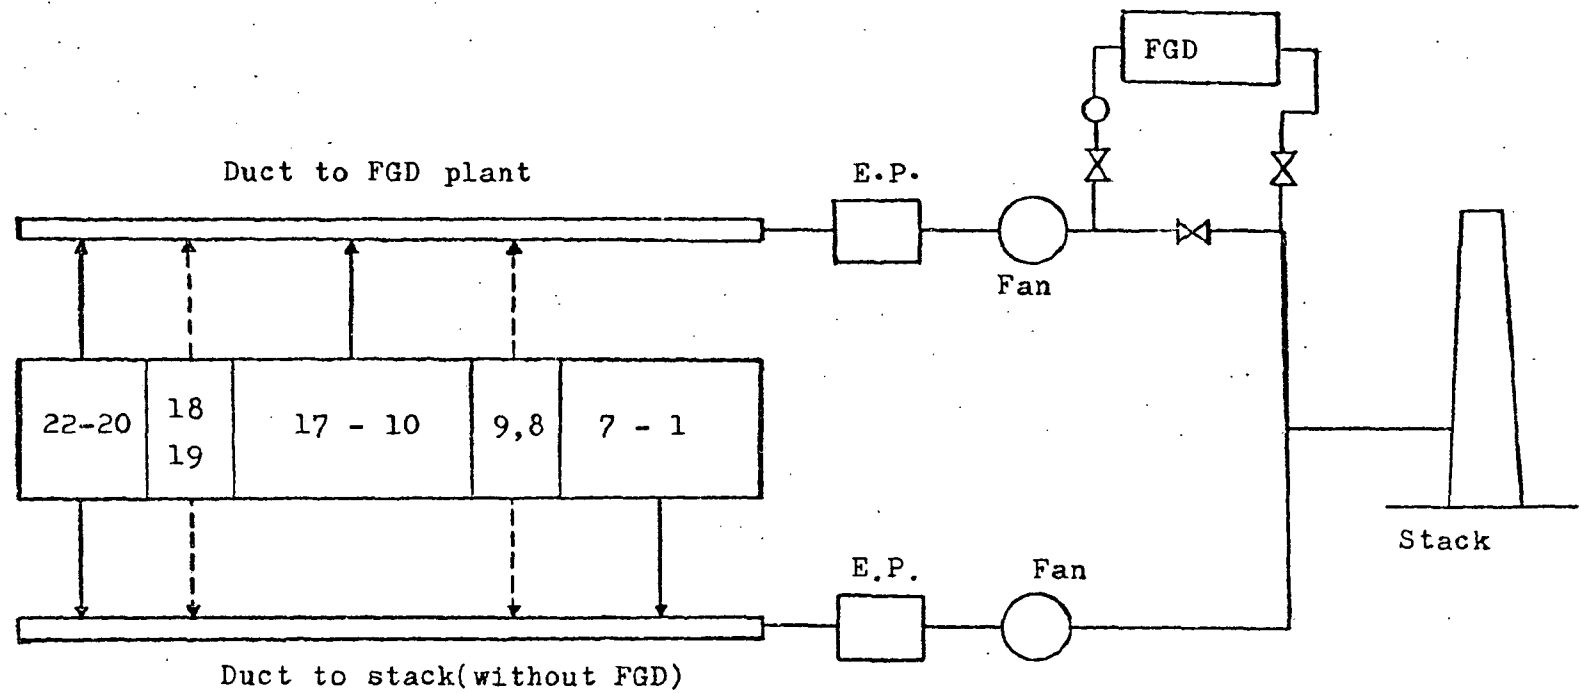 FGD
Duct to FGD plant
E.P.
Fan
22-20
18
19
17 - 10
9,8
7 - 1
Stack
E.P.
Fan
Duct to stack(without FGD)